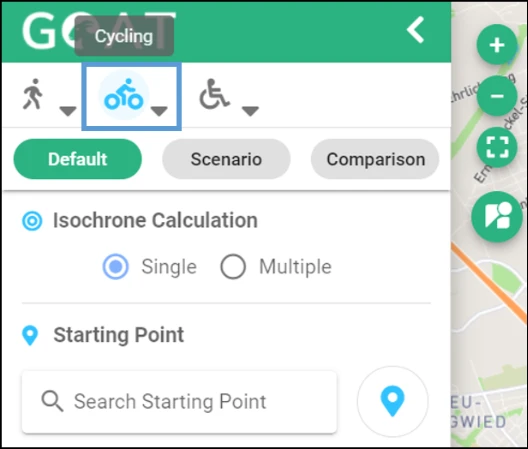 GOAT
Cycling
Default
Scenario
Comparison
Isochrone Calculation
Single
Multiple
Starting Point
Search Starting Point
EU-
GWIED